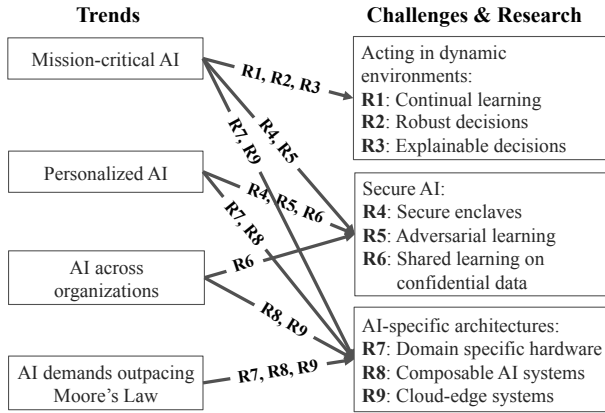 Trends
Mission-critical AI
Personalized AI
AI across
organizations
AI demands outpacing
Moore's Law
R1, R2, R3
R4, R5
R7, R9
R4, R5, R6
R7, R8
R6
R8, R9
R7, R8, R9
Challenges & Research
Acting in dynamic
environments:
R1: Continual learning
R2: Robust decisions
R3: Explainable decisions
Secure AI:
R4: Secure enclaves
R5: Adversarial learning
R6: Shared learning on
confidential data
AI-specific architectures:
R7: Domain specific hardware
R8: Composable AI systems
R9: Cloud-edge systems